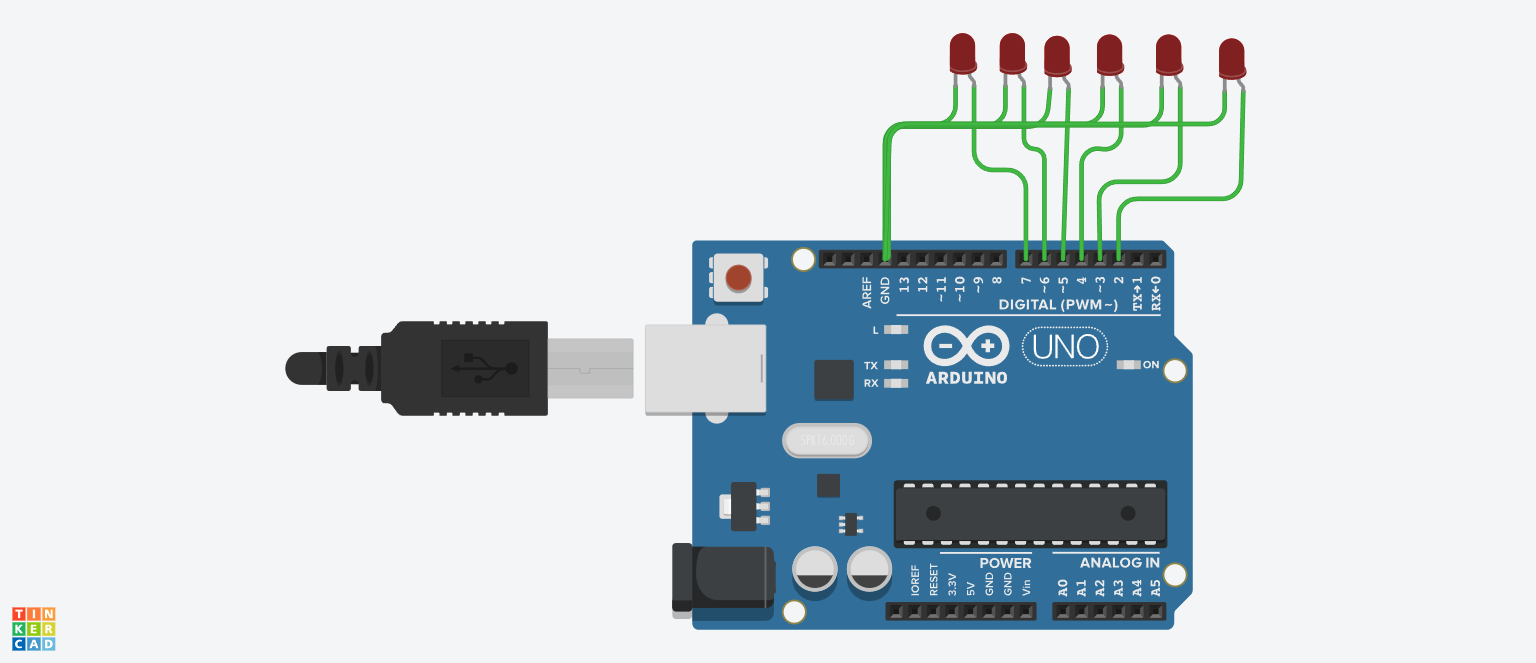 AREF
GND
13
12
~11
~10
~9
8
7
~6
~5
4
~3
2
TX→1
RX←0
DIGITAL (PWM~)
L
TX
RX
ARDUINO
UNO
ON
SPK16.000G
POWER
ANALOG IN
IOREF
RESET
3.3V
5V
GND
GND
Vin
A0
A1
A2
A3
A4
A5
TIN
KER
CAD